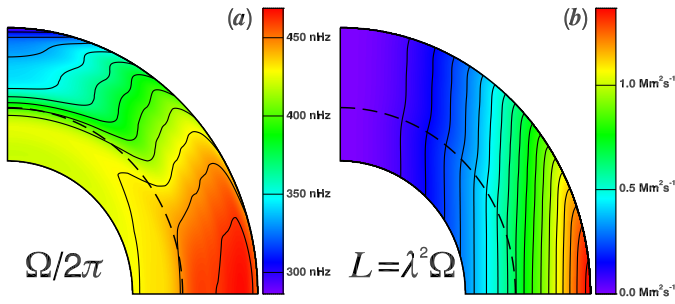 (a)
450 nHz
400 nHz
350 nHz
300 nHz
Ω/2π
(b)
1.0 Mm²s⁻¹
0.5 Mm²s⁻¹
0.0 Mm²s⁻¹
L=λ²Ω